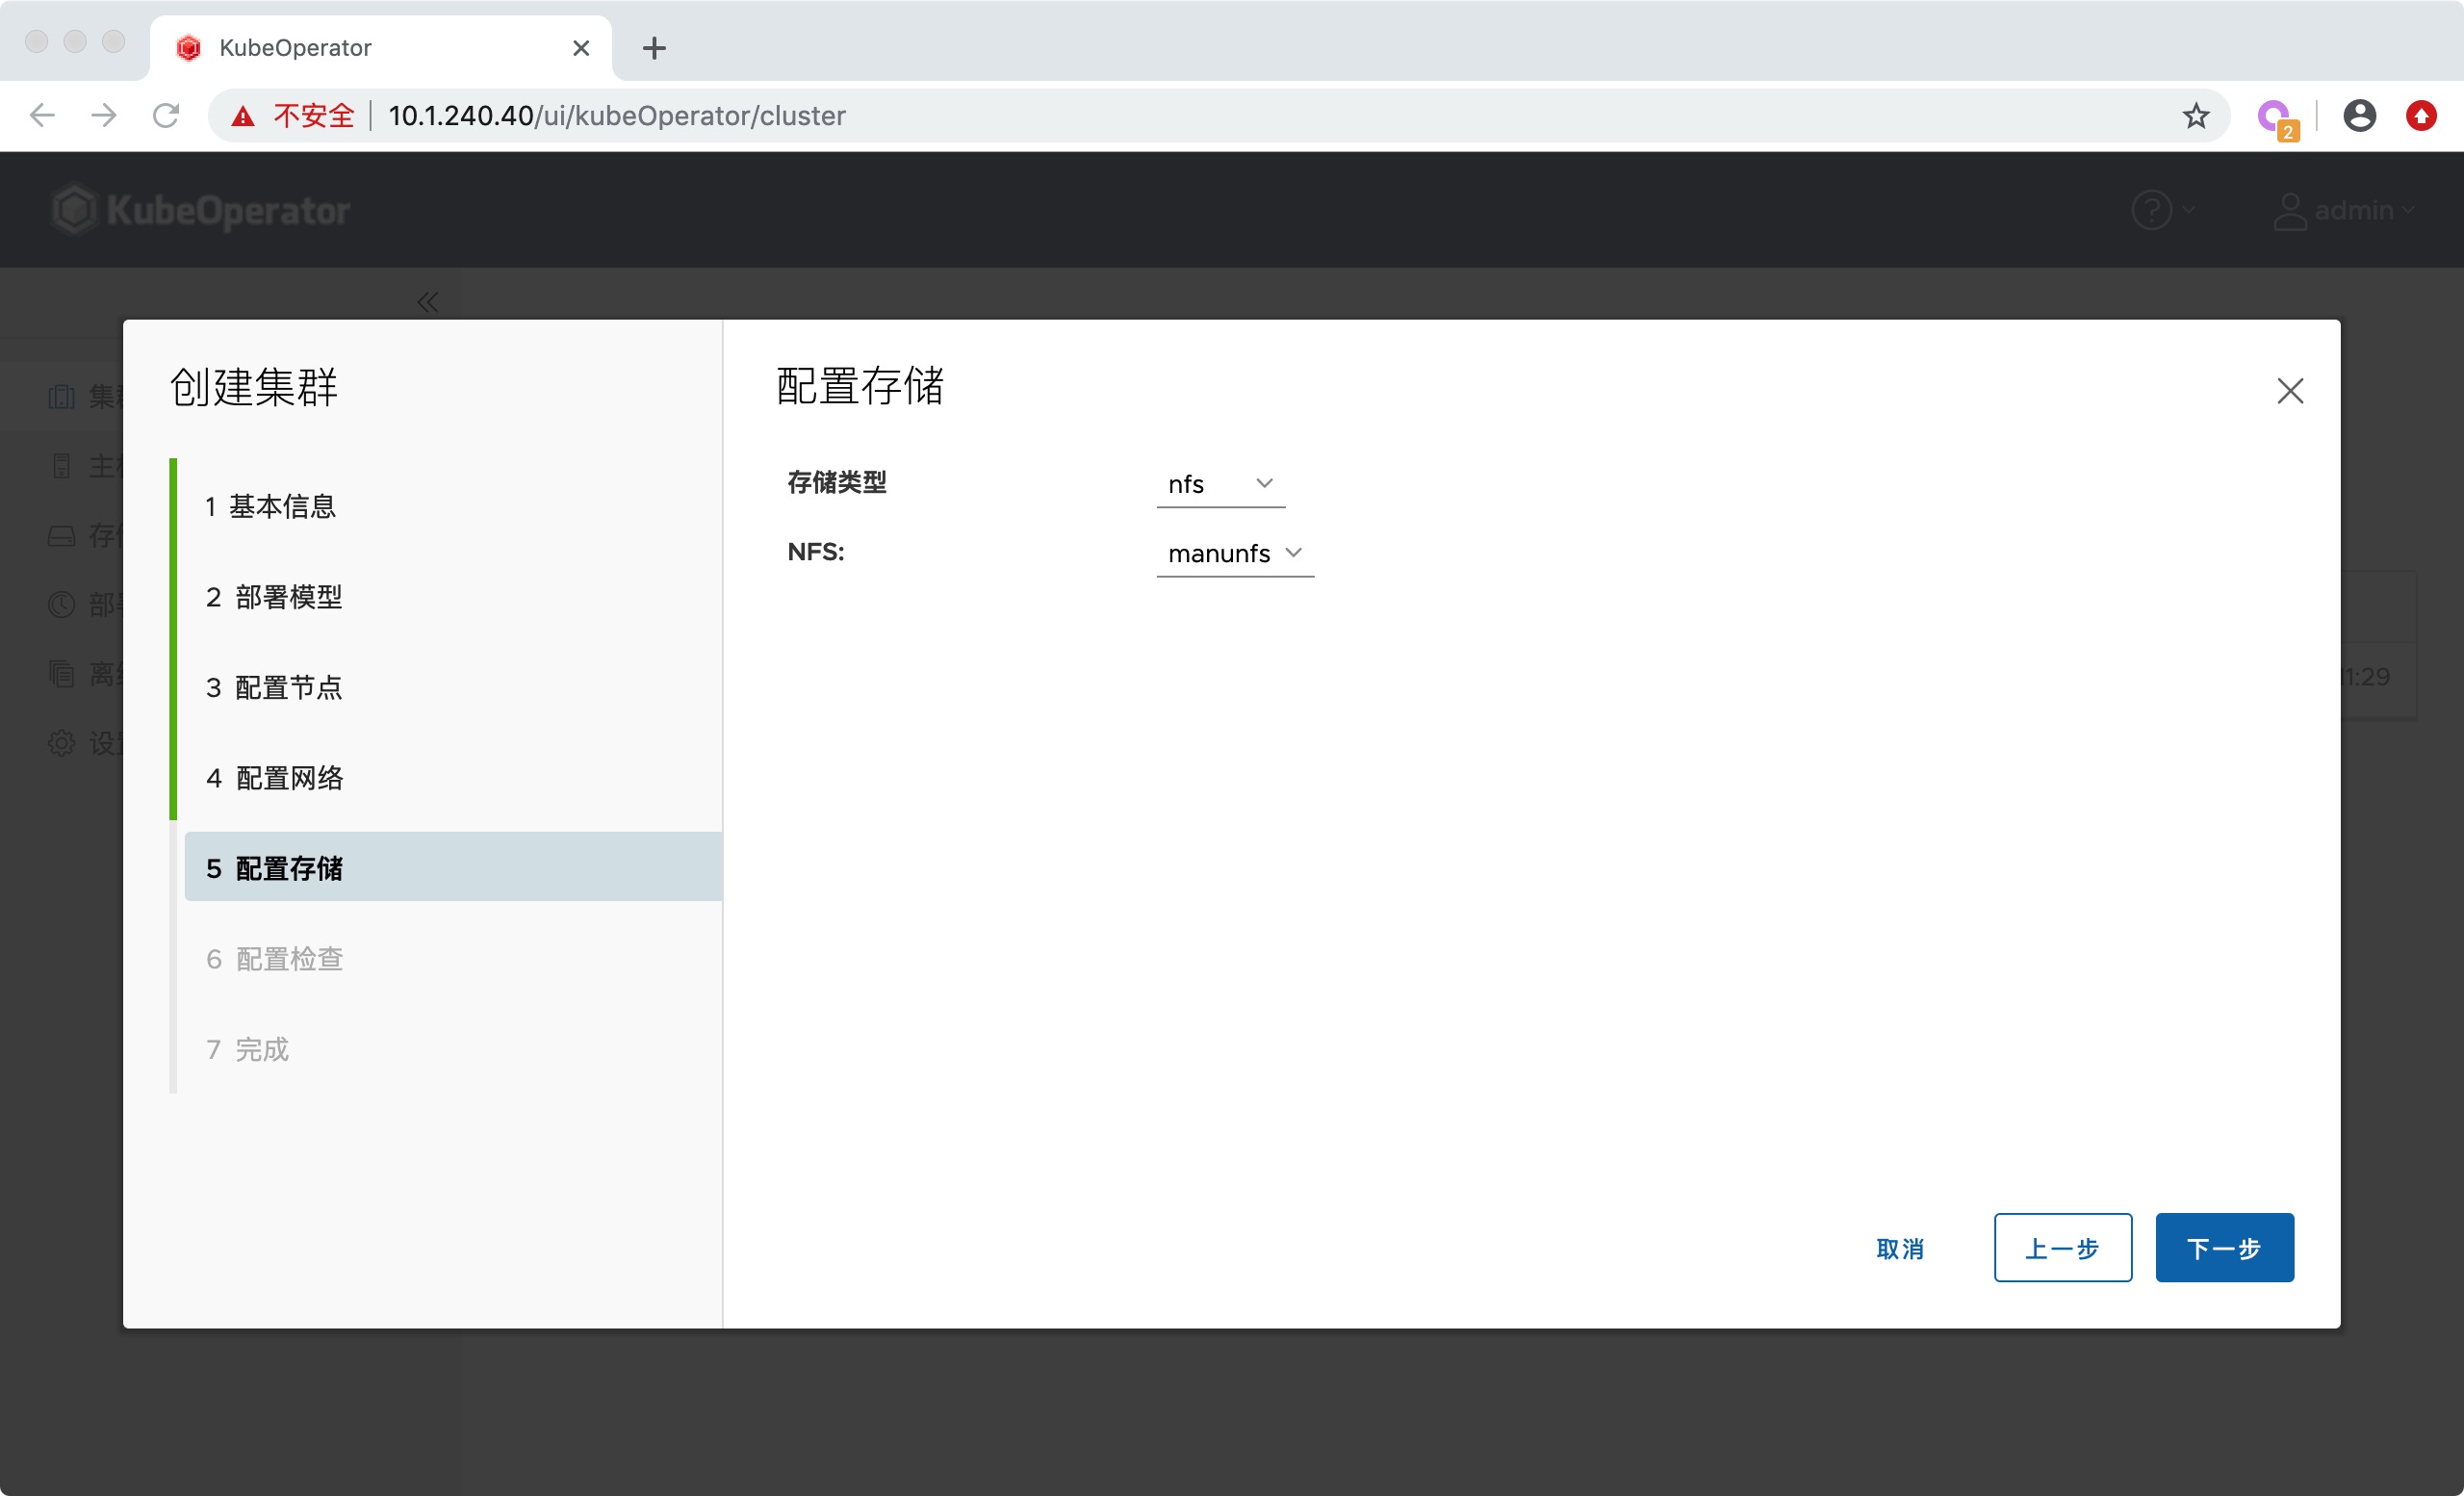 KubeOperator
不安全
10.1.240.40/ui/kubeOperator/cluster
2
KubeOperator
admin
创建集群
1 基本信息
2 部署模型
3 配置节点
4 配置网络
5 配置存储
6 配置检查
7 完成
配置存储
存储类型
nfs
NFS:
manunfs
取消
上一步
下一步
集
主
存
部
离
设
1:29